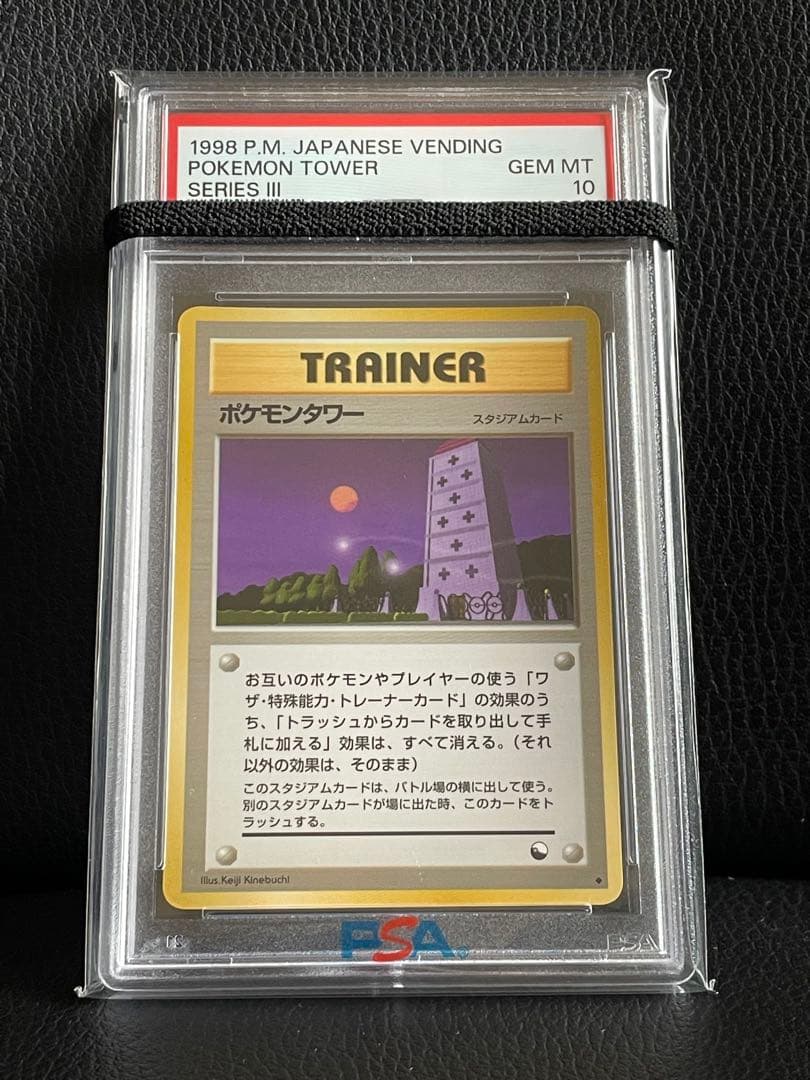 1998 P.M. JAPANESE VENDING
POKEMON TOWER GEM MT
SERIES III 10
TRAINER
ポケモンタワー スタジアムカード
お互いのポケモンやプレイヤーの使う「ワ
ザ・特殊能力・トレーナーカード」の効果のう
ち、「トラッシュからカードを取り出して手
札に加える」効果は、すべて消える。(それ
以外の効果は、そのまま)
このスタジアムカードは、バトル場の横に出して使う。
別のスタジアムカードが場に出た時、このカードをト
ラッシュする。
Illus.Keiji Kinebuchi
PSA
PSA